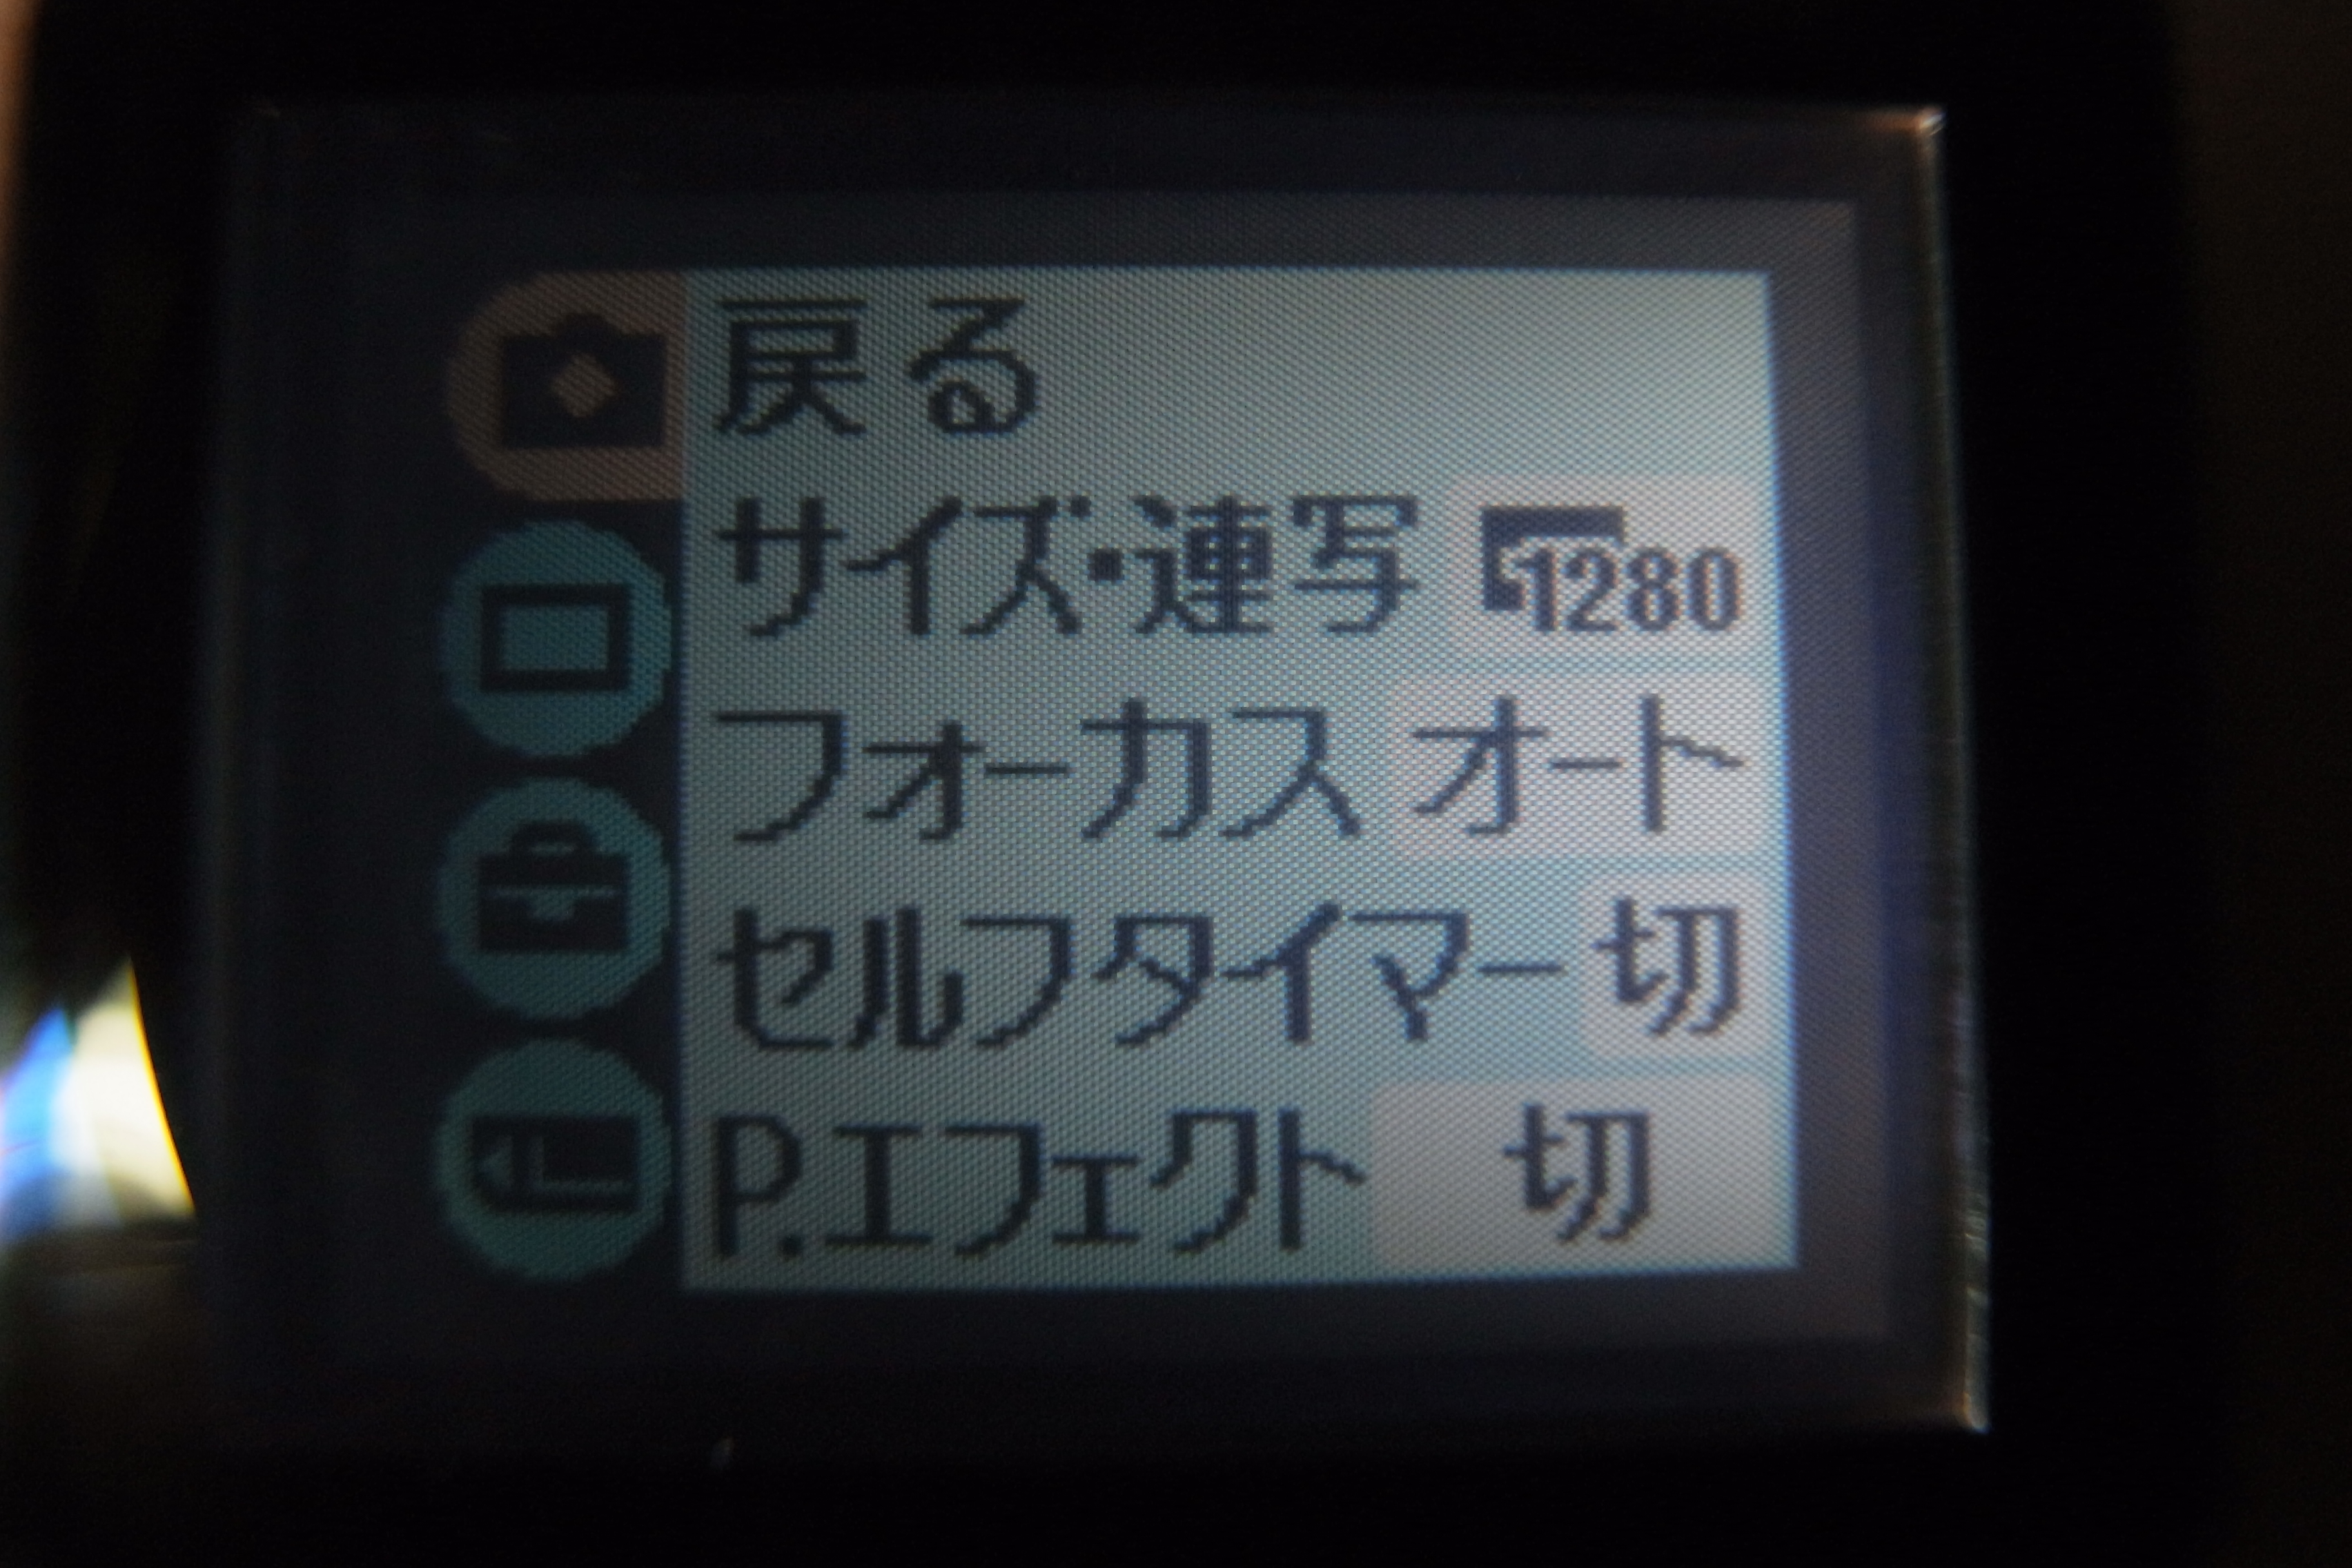 戻る
サイズ・連写 1280
フォーカス オート
セルフタイマー 切
P.エフェクト 切